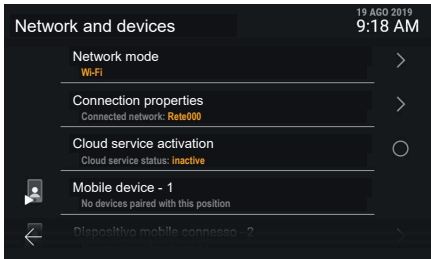 19 AGO 2019
Network and devices 9:18 AM
Network mode
Wi-Fi
Connection properties
Connected network: Rete000
Cloud service activation
Cloud service status: inactive
Mobile device - 1
No devices paired with this position
Dispositivo mobile connesso - 2